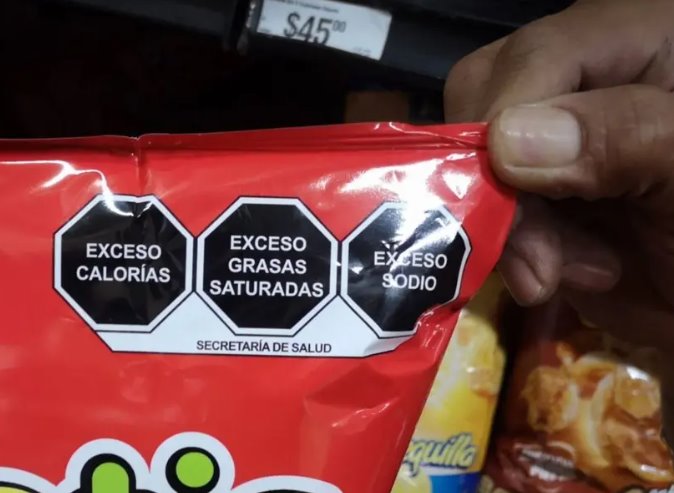 $45.00
EXCESO
CALORÍAS
EXCESO
GRASAS
SATURADAS
EXCESO
SODIO
SECRETARÍA DE SALUD